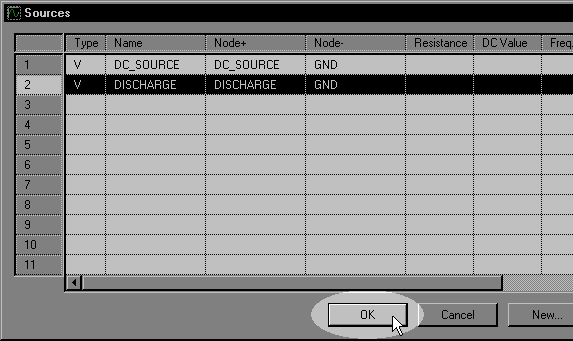 Sources
Type Name Node+ Node- Resistance DC Value Freq.
1 V DC_SOURCE DC_SOURCE GND
2 V DISCHARGE DISCHARGE GND
3
4
5
6
7
8
9
10
11
OK Cancel New...